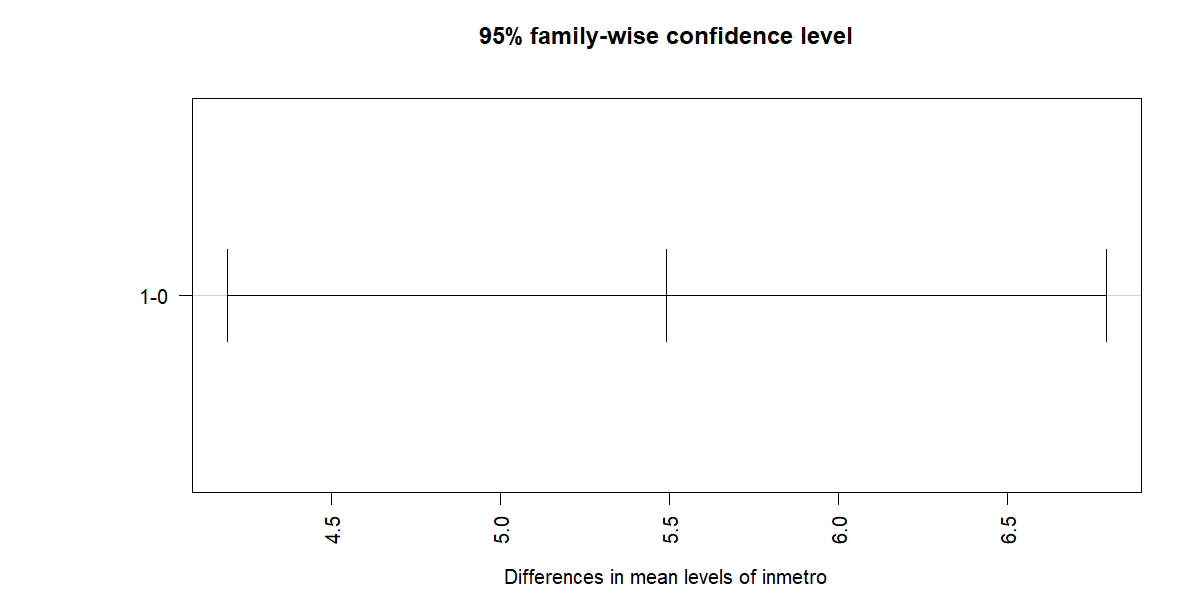 95% family-wise confidence level
1-0
4.5 5.0 5.5 6.0 6.5
Differences in mean levels of inmetro